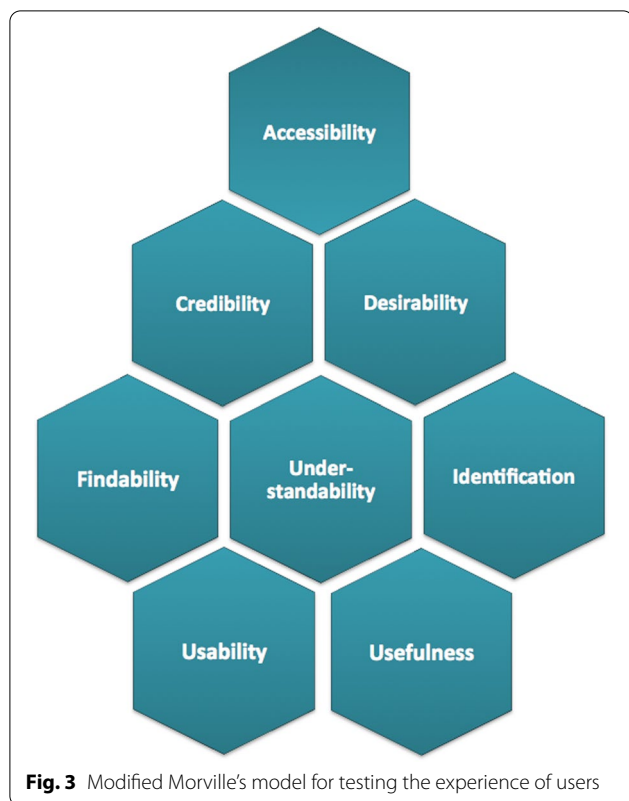 Accessibility
Credibility
Desirability
Findability
Under-
standability
Identification
Usability
Usefulness
Fig. 3 Modified Morville's model for testing the experience of users